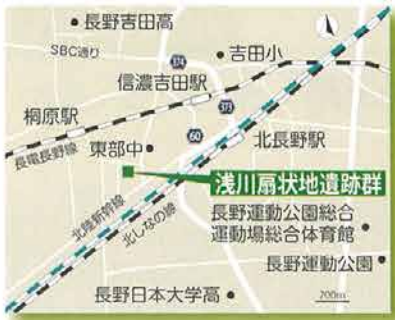 長野吉田高
SBC通り
374
吉田小
信濃吉田駅
373
桐原駅
60
北長野駅
長電長野線
東部中
浅川扇状地遺跡群
北陸新幹線
北しなの線
長野運動公園総合
運動場総合体育館
長野運動公園
長野日本大学高
200m